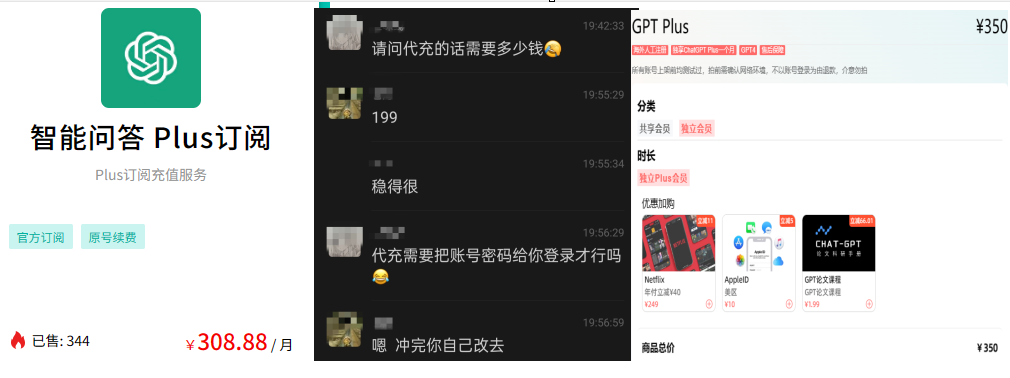 智能问答 Plus订阅
Plus订阅充值服务
官方订阅 原号续费
已售: 344
¥308.88 / 月
19:42:33
请问代充的话需要多少钱😂
19:55:29
199
19:55:34
稳得很
19:56:29
代充需要把账号密码给你登录才行吗
😂
19:56:59
嗯 冲完你自己改去
GPT Plus ¥350
海外人工注册 独享ChatGPT Plus一个月 GPT4 售后保障
所有账号上架前均测试过，拍前需确认网络环境，不以账号登录为由退款，介意勿拍
分类
共享会员 独立会员
时长
独立Plus会员
优惠加购
立减11
Netflix
年付立减¥40
¥249
立减5
AppleID
AppleID
美区
¥10
立减66.01
CHAT-GPT
论文科研手册
GPT论文课程
GPT论文课程
¥1.99
商品总价 ¥350